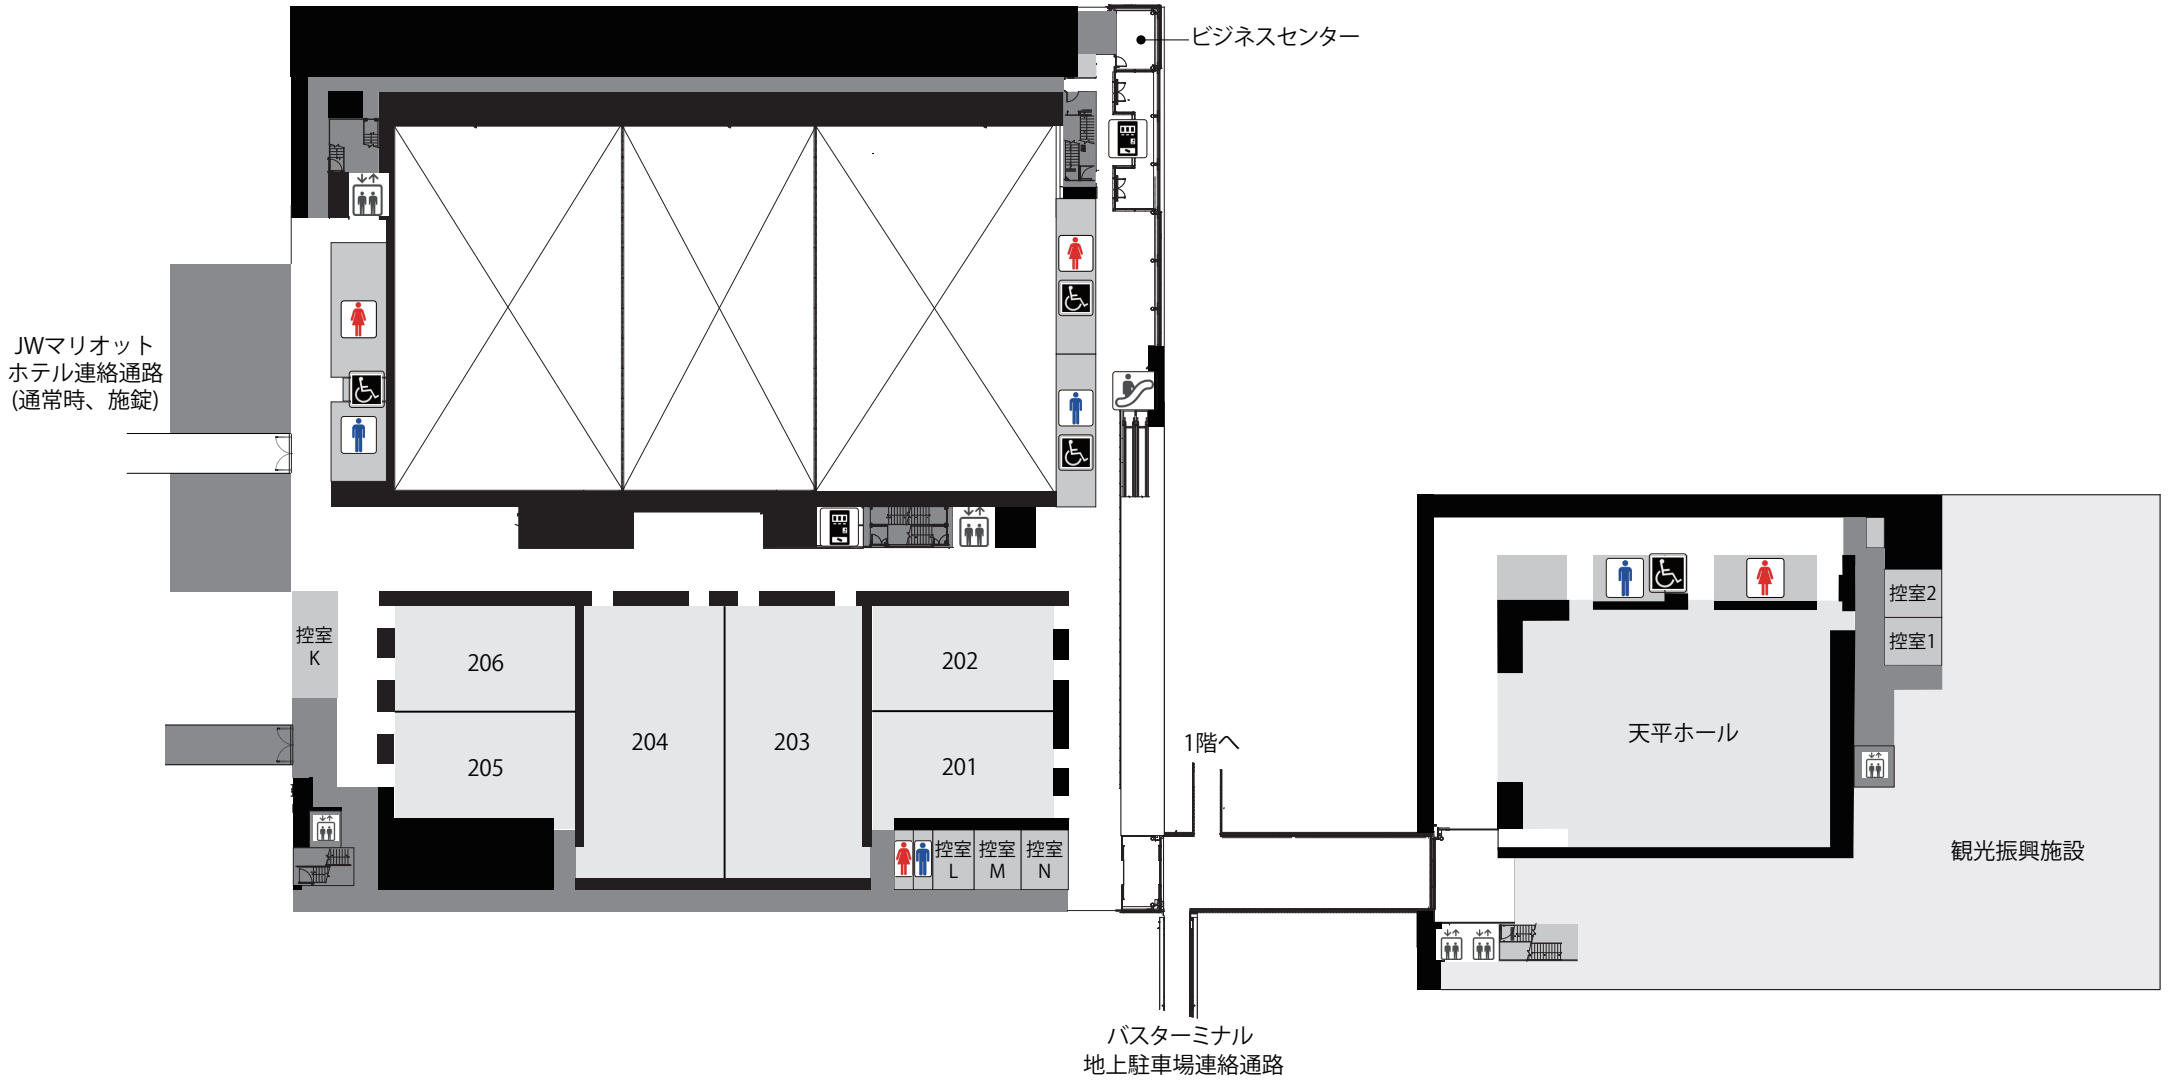 ビジネスセンター
JWマリオット
ホテル連絡通路
(通常時、施錠)
控室
K
206
205
204
203
202
201
控室
L
控室
M
控室
N
1階へ
バスターミナル
地上駐車場連絡通路
控室2
控室1
天平ホール
観光振興施設